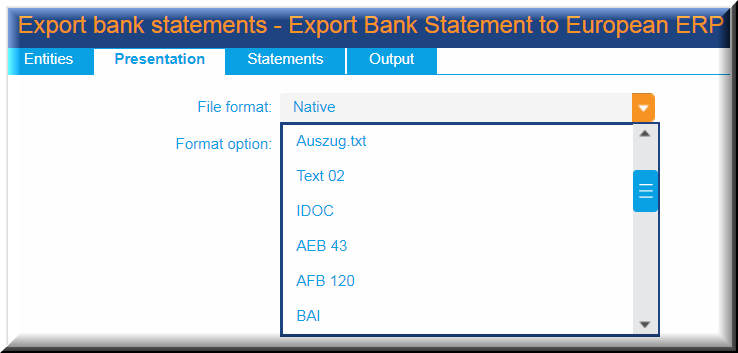 Export bank statements - Export Bank Statement to European ERP
Entities Presentation Statements Output
File format: Native
Format option:
Auszug.txt
Text 02
IDOC
AEB 43
AFB 120
BAI